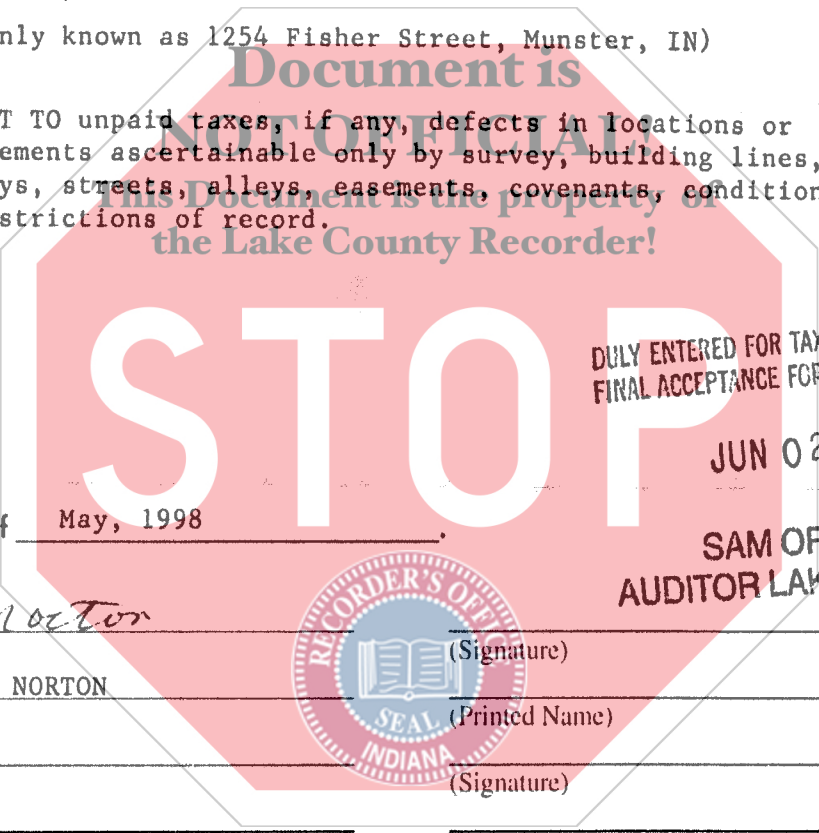 nly known as 1254 Fisher Street, Munster, IN)
Document is
T TO unpaid taxes, if any, defects in locations or
NOT OFFICIAL!
ements ascertainable only by survey, building lines,
ys, streets, alleys, easements, covenants, condition
This Document is the property of
strictions of record.
the Lake County Recorder!
STOP
DULY ENTERED FOR TAX
FINAL ACCEPTANCE FOR
JUN 02
f May, 1998.
SAM OR
AUDITOR LAK
RECORDER'S OFFICE
SEAL
INDIANA
(Signature)
NORTON
(Printed Name)
(Signature)